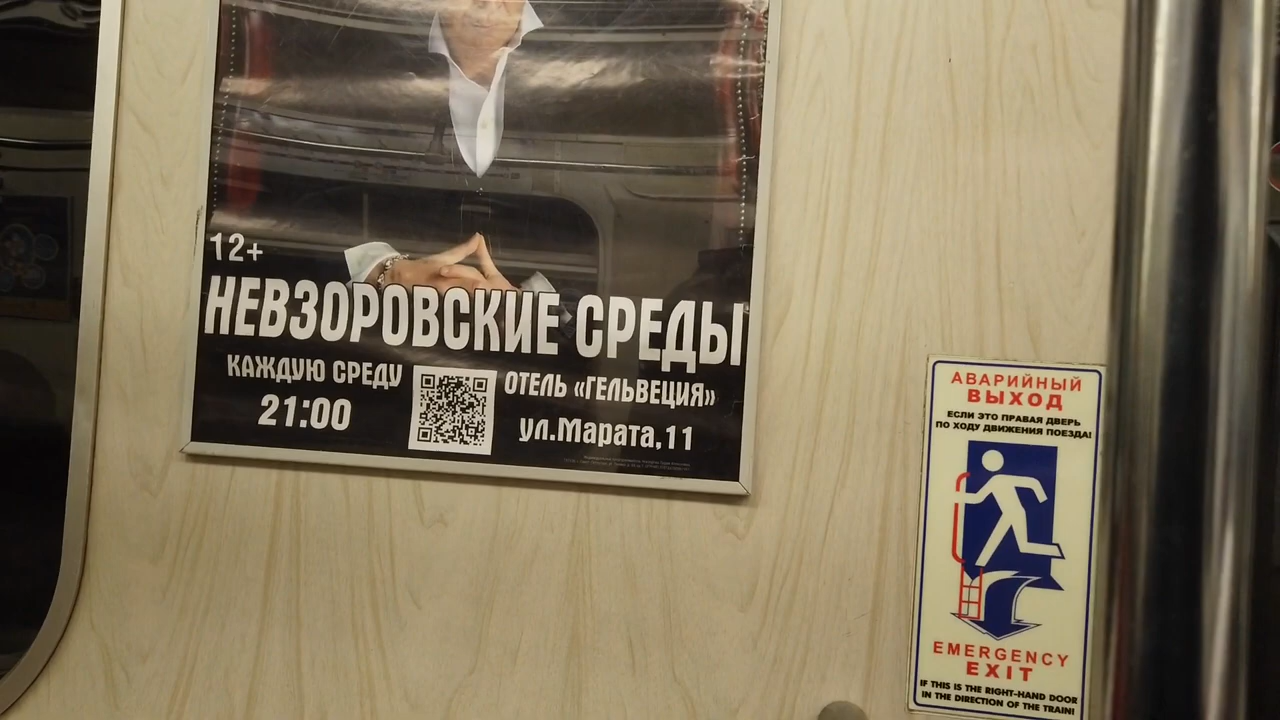 12+
НЕВЗОРОВСКИЕ СРЕДЫ
КАЖДУЮ СРЕДУ
21:00
ОТЕЛЬ «ГЕЛЬВЕЦИЯ»
ул.Марата,11
АВАРИЙНЫЙ
ВЫХОД
ЕСЛИ ЭТО ПРАВАЯ ДВЕРЬ
ПО ХОДУ ДВИЖЕНИЯ ПОЕЗДА!
EMERGENCY
EXIT
IF THIS IS THE RIGHT-HAND DOOR
IN THE DIRECTION OF THE TRAIN!